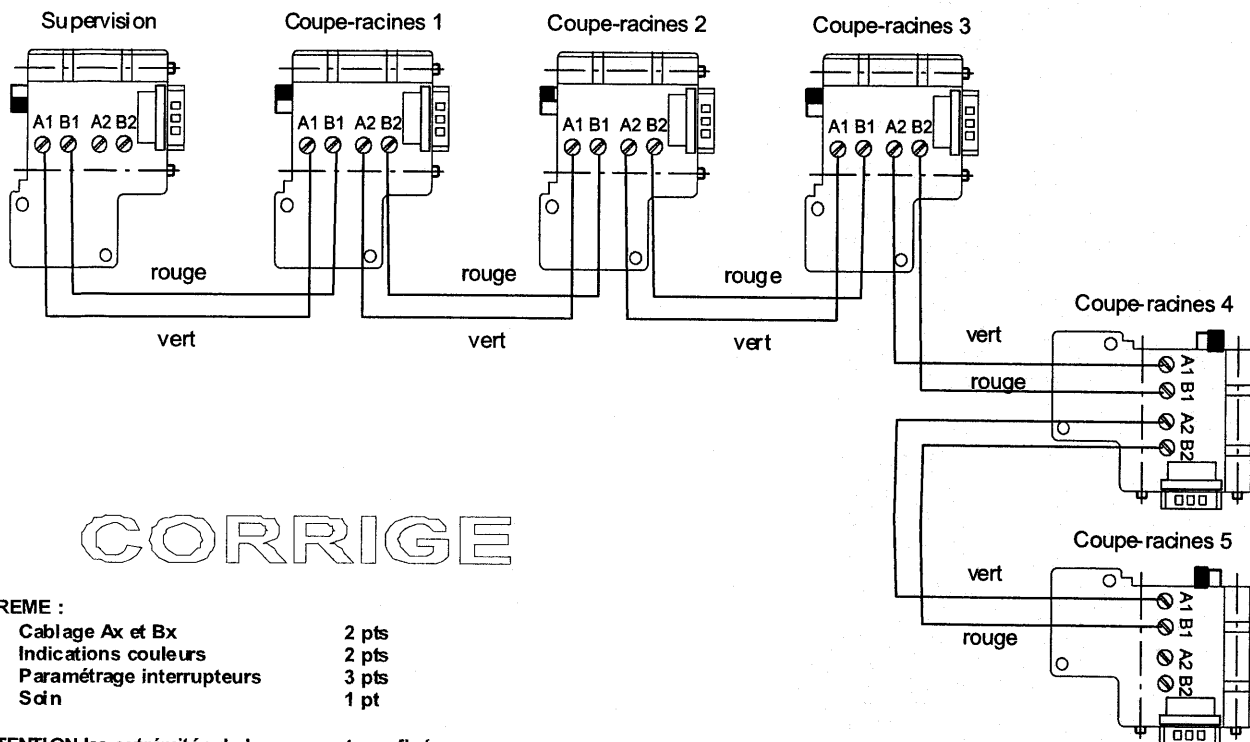 Supervision
Coupe-racines 1
Coupe-racines 2
Coupe-racines 3
A1 B1 A2 B2
A1 B1 A2 B2
A1 B1 A2 B2
A1 B1 A2 B2
rouge
rouge
rouge
vert
vert
vert
Coupe-racines 4
vert
rouge
A1
B1
A2
B2
CORRIGE
Coupe-racines 5
vert
rouge
A1
B1
A2
B2
REME :
Cablage Ax et Bx 2 pts
Indications couleurs 2 pts
Paramétrage interrupteurs 3 pts
Soin 1 pt